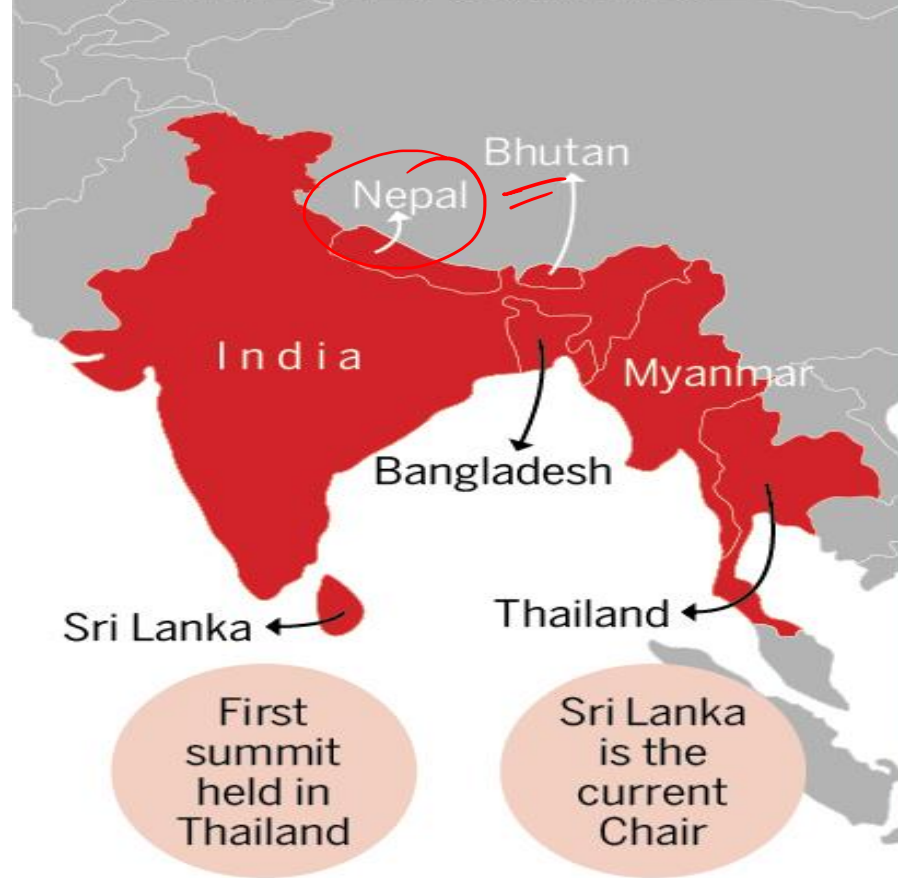 Bhutan
Nepal
India
Myanmar
Bangladesh
Sri Lanka
Thailand
First
summit
held in
Thailand
Sri Lanka
is the
current
Chair